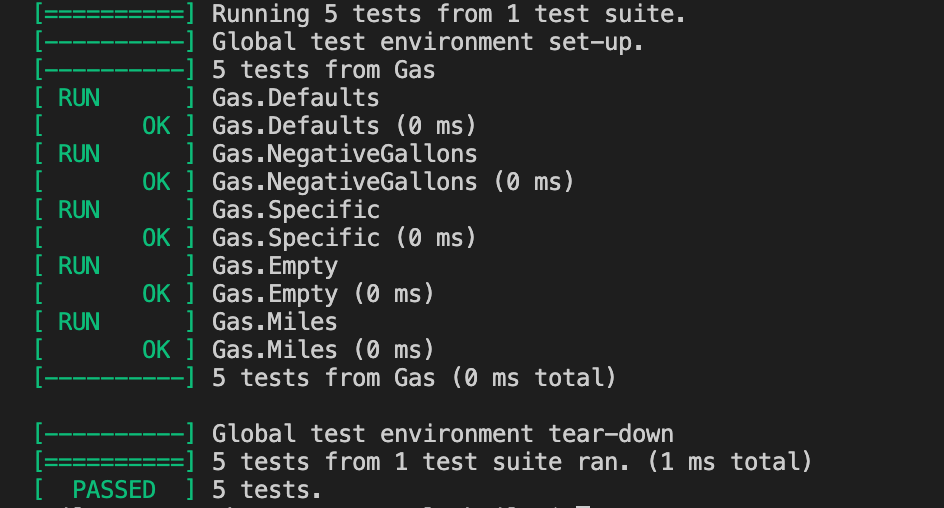 [==========] Running 5 tests from 1 test suite.
[----------] Global test environment set-up.
[----------] 5 tests from Gas
[ RUN      ] Gas.Defaults
[       OK ] Gas.Defaults (0 ms)
[ RUN      ] Gas.NegativeGallons
[       OK ] Gas.NegativeGallons (0 ms)
[ RUN      ] Gas.Specific
[       OK ] Gas.Specific (0 ms)
[ RUN      ] Gas.Empty
[       OK ] Gas.Empty (0 ms)
[ RUN      ] Gas.Miles
[       OK ] Gas.Miles (0 ms)
[----------] 5 tests from Gas (0 ms total)
[----------] Global test environment tear-down
[==========] 5 tests from 1 test suite ran. (1 ms total)
[  PASSED  ] 5 tests.